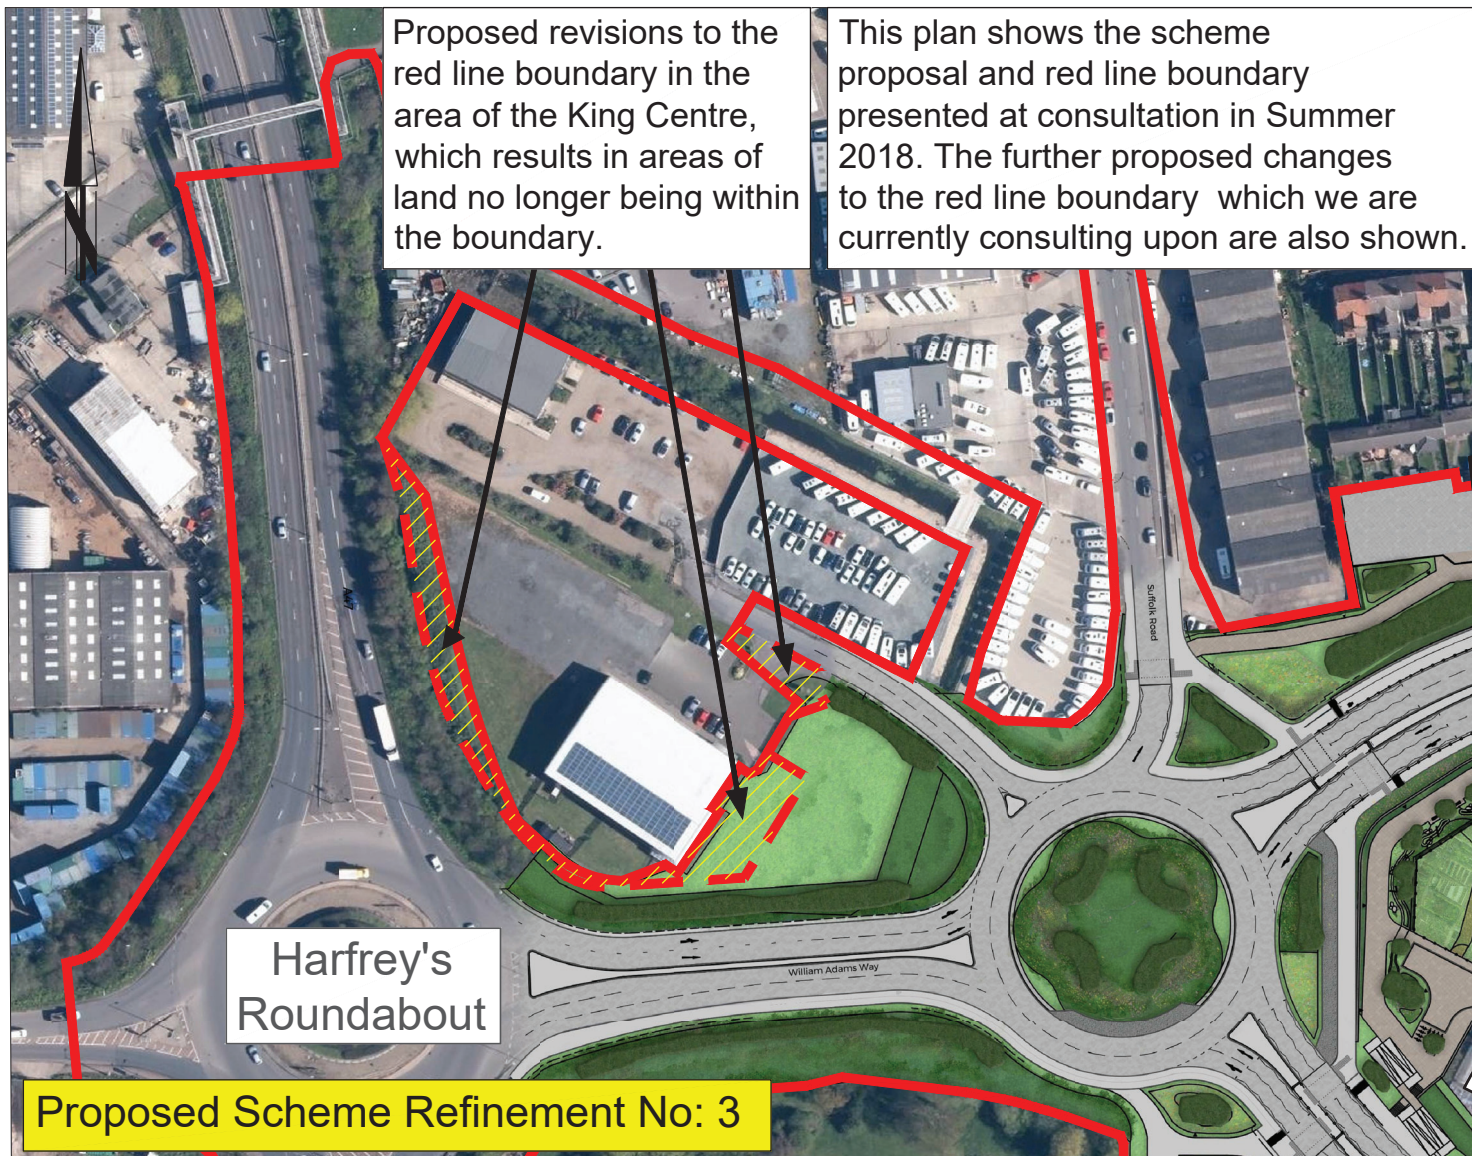 Proposed revisions to the
red line boundary in the
area of the King Centre,
which results in areas of
land no longer being within
the boundary.
This plan shows the scheme
proposal and red line boundary
presented at consultation in Summer
2018. The further proposed changes
to the red line boundary which we are
currently consulting upon are also shown.
A47
Suffolk Road
William Adams Way
Harfrey's
Roundabout
Proposed Scheme Refinement No: 3